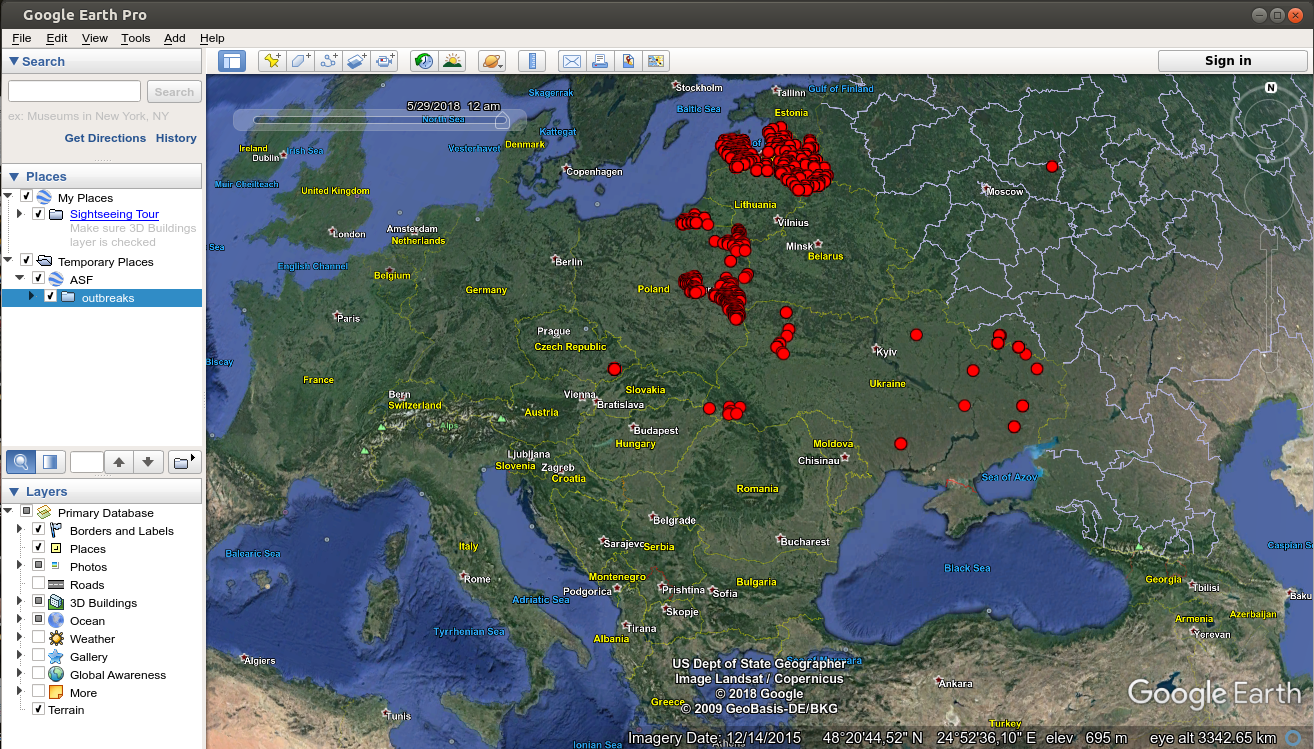 Google Earth Pro
File Edit View Tools Add Help
Search
Search
ex: Museums in New York, NY
Get Directions History
Places
My Places
Sightseeing Tour
Make sure 3D Buildings
layer is checked
Temporary Places
ASF
outbreaks
Layers
Primary Database
Borders and Labels
Places
Photos
Roads
3D Buildings
Ocean
Weather
Gallery
Global Awareness
More
Terrain
Sign in
5/29/2018 12 am
N
Skagerrak
Stockholm
Tallinn
Gulf of Finland
Baltic Sea
Estonia
North Sea
Kattegat
Ireland
Dublin
Irish Sea
Vesterhavet
Denmark
Copenhagen
Moscow
Muir Cheilteach
United Kingdom
Lithuania
Vilnius
London
Amsterdam
Netherlands
Minsk
Belarus
Sea
English Channel
Belgium
Berlin
Germany
Poland
Paris
Prague
Czech Republic
Kyiv
Biscay
France
Ukraine
Slovakia
Vienna
Bratislava
Bern
Switzerland
Austria
Alps
Budapest
Hungary
Moldova
Chisinau
Ljubljana
Slovenia
Zagreb
Croatia
Sea of Azov
Romania
Belgrade
Sarajevo
Serbia
Bucharest
Balearic Sea
Italy
Caspian Se
Black Sea
Rome
Montenegro
Podgorica
Prishtina
Sofia
Bulgaria
Georgia
Tbilisi
Baku
Adriatic Sea
Skopje
Armenia
Azerbaijan
Tirana
Albania
Yerevan
Tyrrhenian Sea
Algiers
Ankara
Greece
Tunis
Turkey
Athens
Ionian Sea
US Dept of State Geographer
Image Landsat / Copernicus
© 2018 Google
© 2009 GeoBasis-DE/BKG
Google Earth
Imagery Date: 12/14/2015 48°20'44,52" N 24°52'36,10" E elev 695 m eye alt 3342.65 km